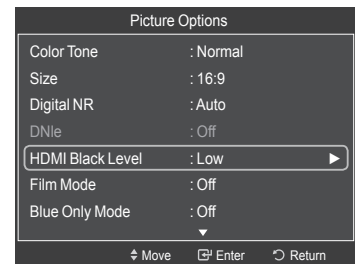 Picture Options
Color Tone : Normal
Size : 16:9
Digital NR : Auto
DNIe : Off
HDMI Black Level : Low ►
Film Mode : Off
Blue Only Mode : Off
▼
Move Enter Return